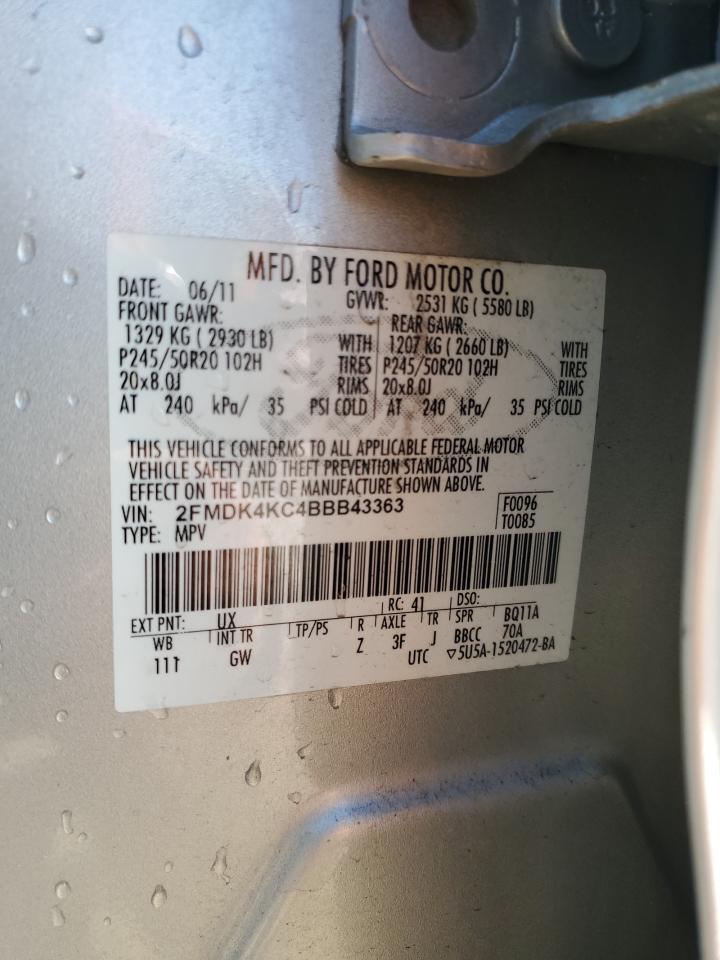 MFD. BY FORD MOTOR CO.
DATE: 06/11 GVWR: 2531 KG ( 5580 LB)
FRONT GAWR: REAR GAWR:
1329 KG ( 2930 LB) WITH 1207 KG ( 2660 LB) WITH
P245/50R20 102H TIRES P245/50R20 102H TIRES
20x8.0J RIMS 20x8.0J RIMS
AT 240 kPa/ 35 PSI COLD AT 240 kPa/ 35 PSI COLD
THIS VEHICLE CONFORMS TO ALL APPLICABLE FEDERAL MOTOR
VEHICLE SAFETY AND THEFT PREVENTION STANDARDS IN
EFFECT ON THE DATE OF MANUFACTURE SHOWN ABOVE.
VIN: 2FMDK4KC4BBB43363 F0096
TYPE: MPV T0085
EXT PNT: UX RC: 41 DSO:
WB INT TR TP/PS R AXLE TR SPR BQ11A
111 GW Z 3F J BBCC 70A
UTC ▽5U5A-1520472-BA